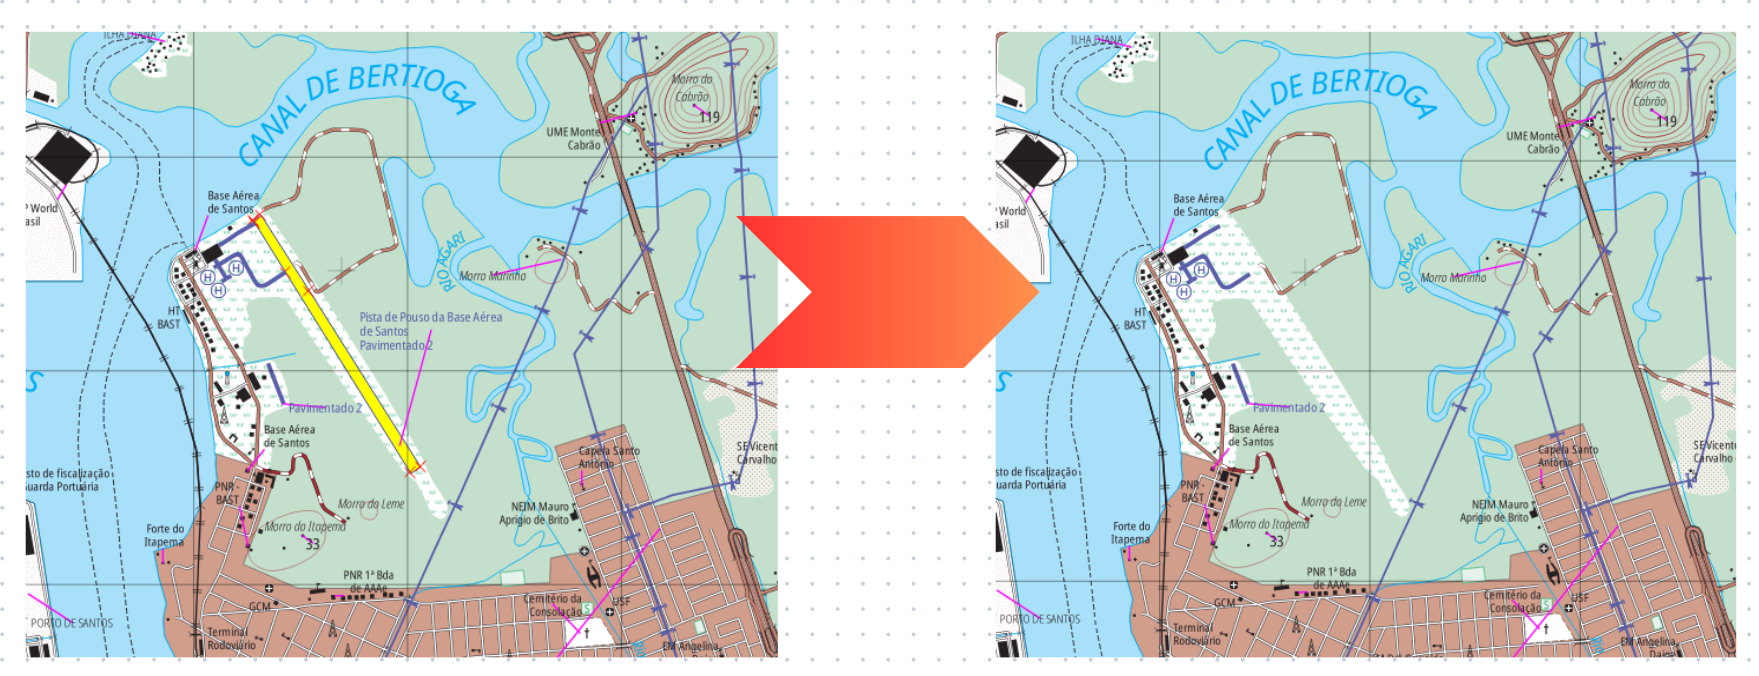 ILHA DIANA
CANAL DE BERTIOGA
Morro do
Cabrão
119
UME Monte
Cabrão
World
asil
Base Aérea
de Santos
H
H
H
RIO AGARI
Morro Marinho
HT
BAST
Pista de Pouso da Base Aérea
de Santos
Pavimentado 2
S
Pavimentado 2
Base Aérea
de Santos
Capela Santo
Antônio
SE Vicente
Carvalho
sto de fiscalização
uarda Portuária
PNR -
BAST
Morro do Leme
NEIM Mauro
Aprigio de Brito
Forte do
Itapema
Morro do Itapema
33
PNR 1ª Bda
de AAAe
GCM
Cemitério da
Consolação
S
USF
PORTO DE SANTOS
Terminal
Rodoviário
EM Angelina
ILHA DIANA
CANAL DE BERTIOGA
Morro do
Cabrão
119
UME Monte
Cabrão
World
asil
Base Aérea
de Santos
H
H
H
RIO AGARI
Morro Marinho
HT
BAST
S
Pavimentado 2
Base Aérea
de Santos
Capela Santo
Antônio
SE Vicente
Carvalho
sto de fiscalização
uarda Portuária
PNR -
BAST
Morro do Leme
NEIM Mauro
Aprigio de Brito
Forte do
Itapema
Morro do Itapema
33
PNR 1ª Bda
de AAAe
GCM
Cemitério da
Consolação
S
USF
PORTO DE SANTOS
Terminal
Rodoviário
EM Angelina